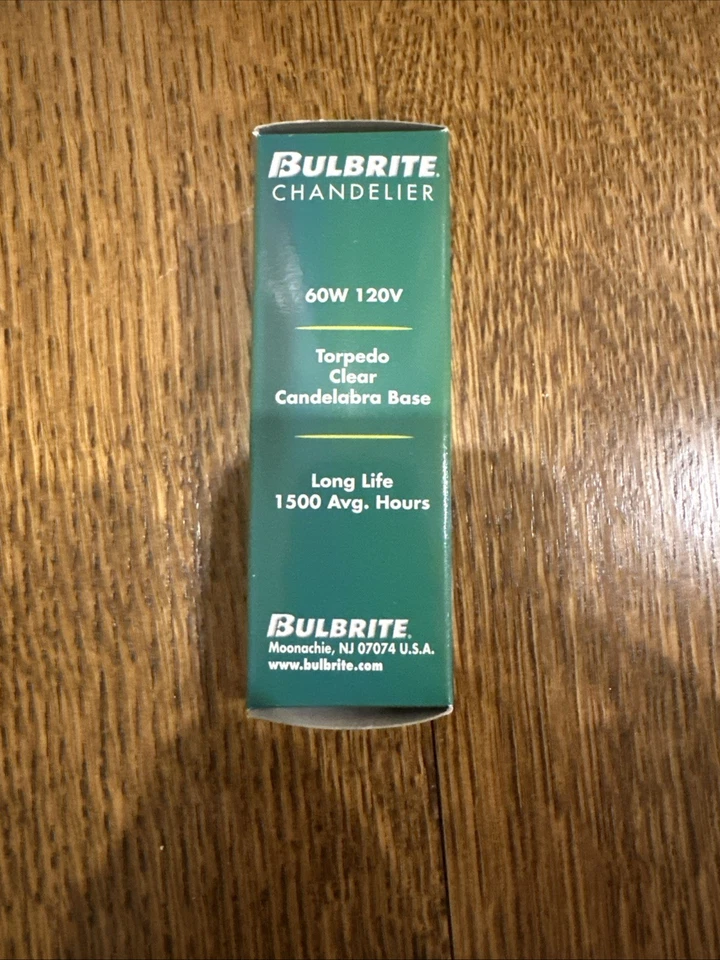 BULBRITE®
CHANDELIER
60W 120V
Torpedo
Clear
Candelabra Base
Long Life
1500 Avg. Hours
BULBRITE®
Moonachie, NJ 07074 U.S.A.
www.bulbrite.com